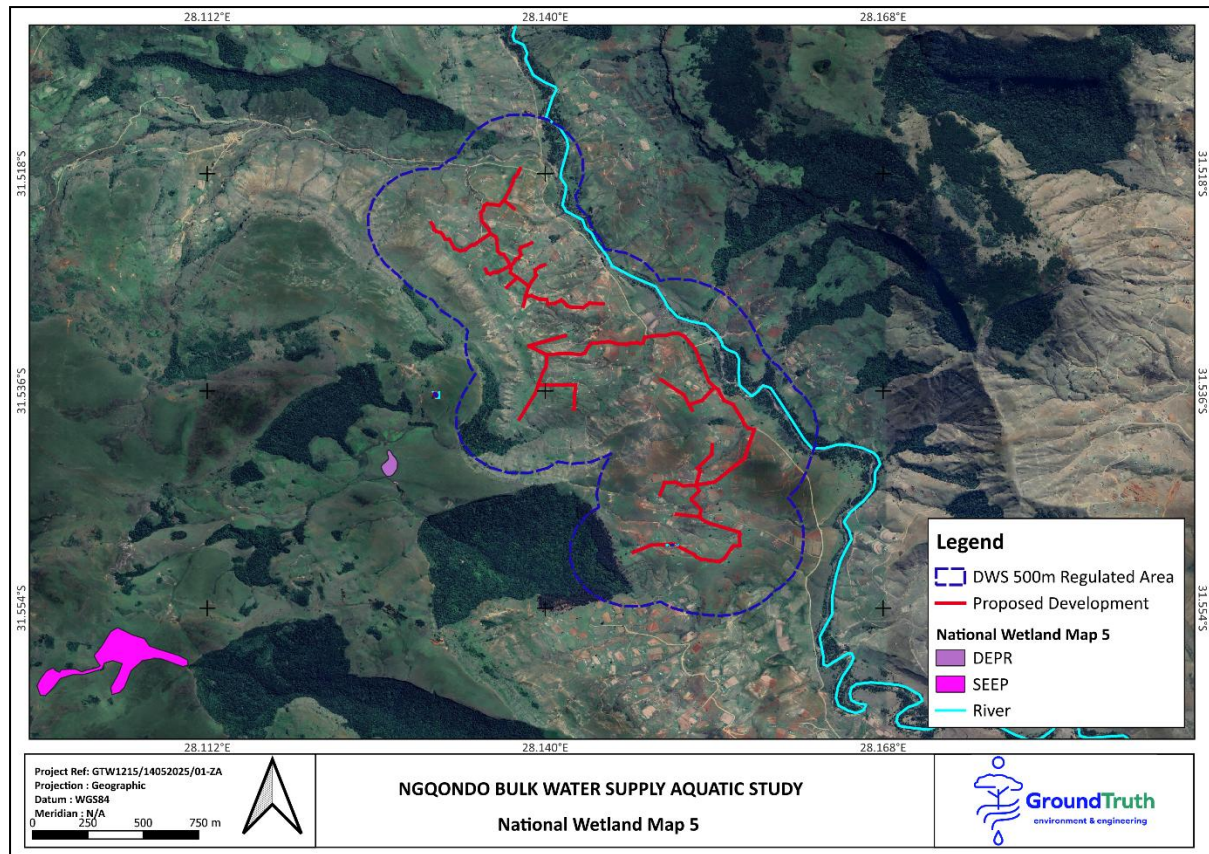 28.112°E 28.140°E 28.168°E
31.518°S 31.518°S
31.536°S 31.536°S
31.554°S 31.554°S
Legend
DWS 500m Regulated Area
Proposed Development
National Wetland Map 5
DEPR
SEEP
River
28.112°E 28.140°E 28.168°E
Project Ref: GTW1215/14052025/01-ZA
Projection : Geographic
Datum : WGS84
Meridian : N/A
0 250 500 750 m
NGQONDO BULK WATER SUPPLY AQUATIC STUDY
National Wetland Map 5
GroundTruth
environment & engineering